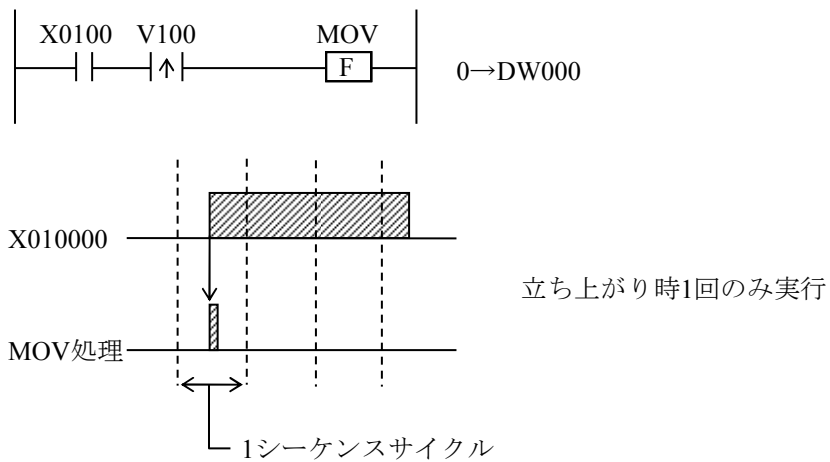 X0100 V100 MOV
F
0→DW000
X010000
立ち上がり時1回のみ実行
MOV処理
1シーケンスサイクル